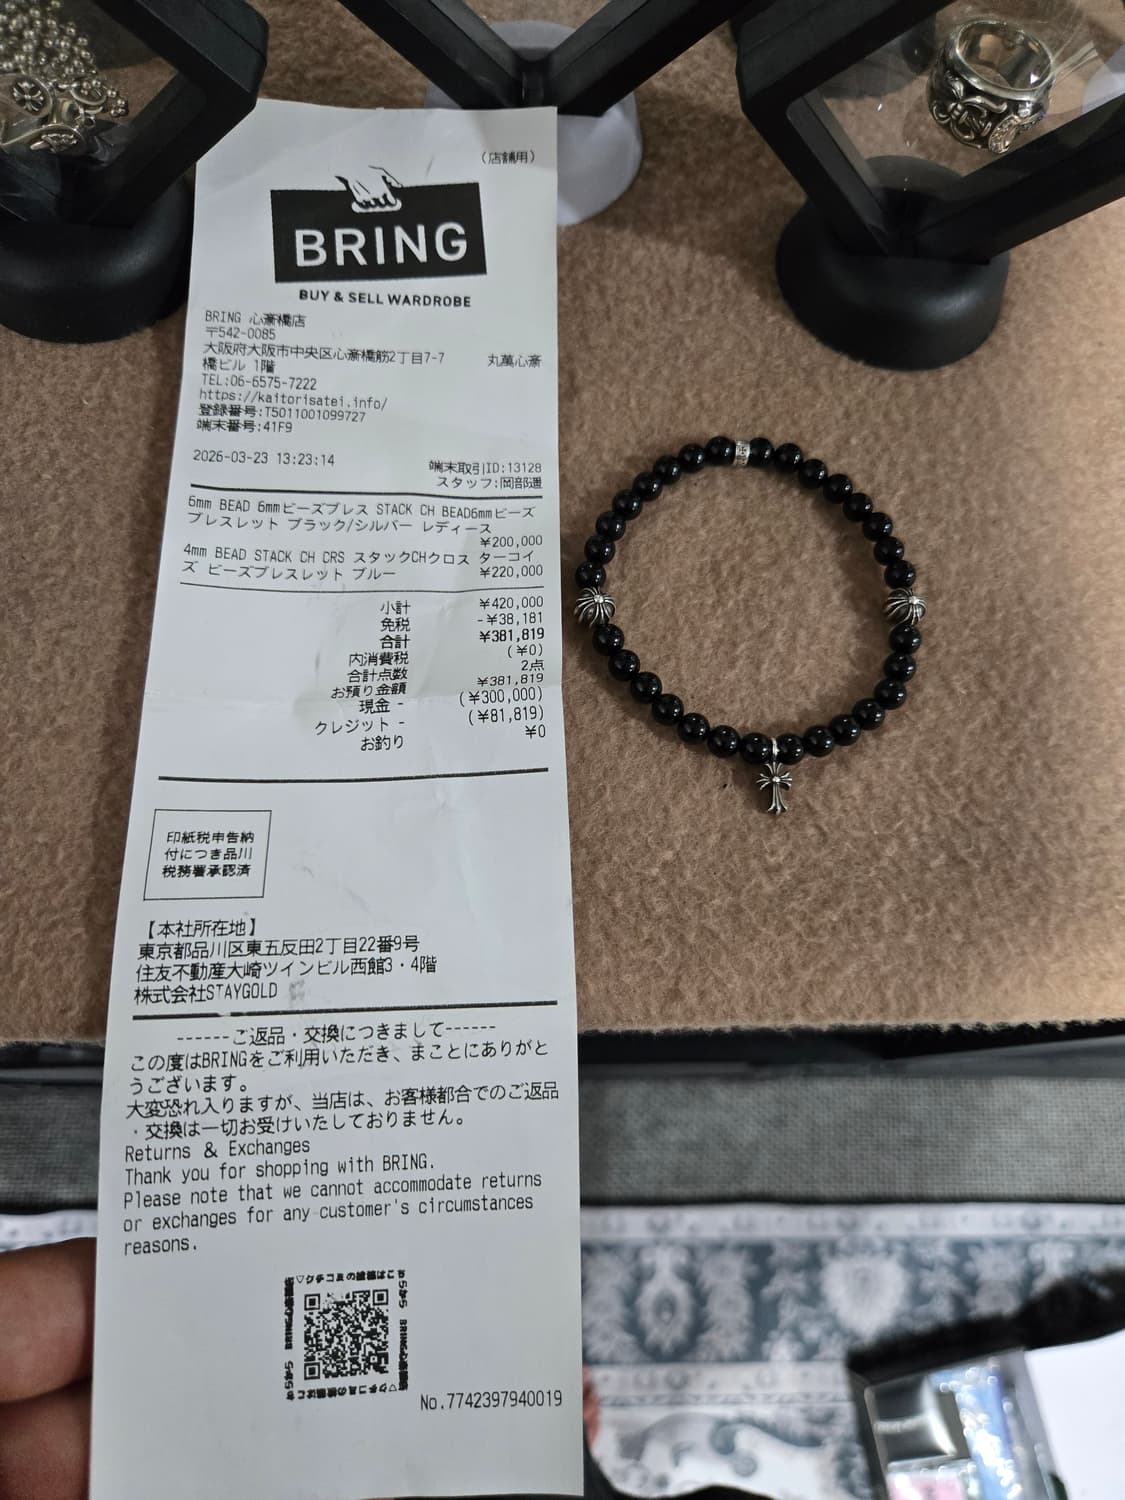 (店舗用)
BRING
BUY & SELL WARDROBE
BRING 心斎橋店
〒542-0085
大阪府大阪市中央区心斎橋筋2丁目7-7 丸萬心斎
橋ビル 1階
TEL:06-6575-7222
https://kaitorisatei.info/
登録番号:T5011001099727
端末番号:41F9
2026-03-23 13:23:14 端末取引ID:13128
スタッフ:岡部遥
6mm BEAD 6mmビーズブレス STACK CH BEAD6mmビーズ
ブレスレット ブラック/シルバー レディース
¥200,000
4mm BEAD STACK CH CRS スタックCHクロス ターコイ
ズ ビーズブレスレット ブルー ¥220,000
小計 ¥420,000
免税 -¥38,181
合計 ¥381,819
内消費税 (¥0)
合計点数 2点
お預り金額 ¥381,819
現金 - (¥300,000)
クレジット - (¥81,819)
お釣り ¥0
印紙税申告納
付につき品川
税務署承認済
【本社所在地】
東京都品川区東五反田2丁目22番9号
住友不動産大崎ツインビル西館3・4階
株式会社STAYGOLD
------ご返品・交換につきまして------
この度はBRINGをご利用いただき、まことにありがと
うございます。
大変恐れ入りますが、当店は、お客様都合でのご返品
・交換は一切お受けいたしておりません。
Returns & Exchanges
Thank you for shopping with BRING.
Please note that we cannot accommodate returns
or exchanges for any customer's circumstances
reasons.
No.7742397940019